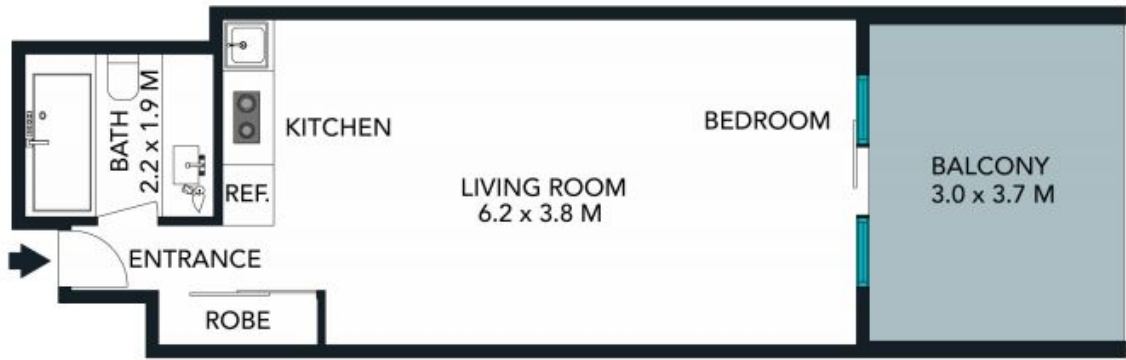 BATH
2.2 x 1.9 M
KITCHEN
REF.
ENTRANCE
ROBE
LIVING ROOM
6.2 x 3.8 M
BEDROOM
BALCONY
3.0 x 3.7 M